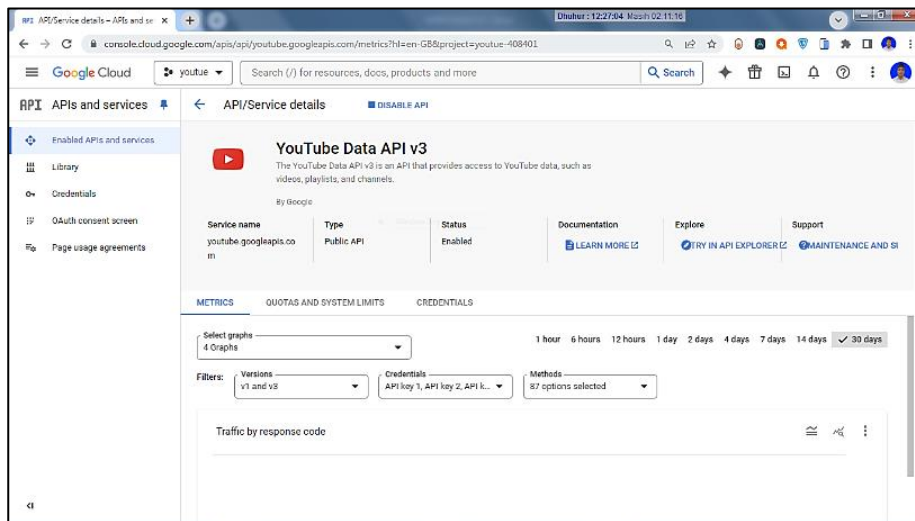 API API/Service details – APIs and se
Dhuhur : 12:27:04 Masih 02:11:16
console.cloud.google.com/apis/api/youtube.googleapis.com/metrics?hl=en-GB&project=youtue-408401
Google Cloud
youtue
Search (/) for resources, docs, products and more
Search
API APIs and services
API/Service details
DISABLE API
Enabled APIs and services
Library
Credentials
OAuth consent screen
Page usage agreements
YouTube Data API v3
The YouTube Data API v3 is an API that provides access to YouTube data, such as
videos, playlists, and channels.
By Google
Service name
youtube.googleapis.co
m
Type
Public API
Status
Enabled
Documentation
LEARN MORE
Explore
TRY IN API EXPLORER
Support
MAINTENANCE AND SI
METRICS QUOTAS AND SYSTEM LIMITS CREDENTIALS
Select graphs
4 Graphs
1 hour 6 hours 12 hours 1 day 2 days 4 days 7 days 14 days 30 days
Filters:
Versions
v1 and v3
Credentials
API key 1, API key 2, API k...
Methods
87 options selected
Traffic by response code